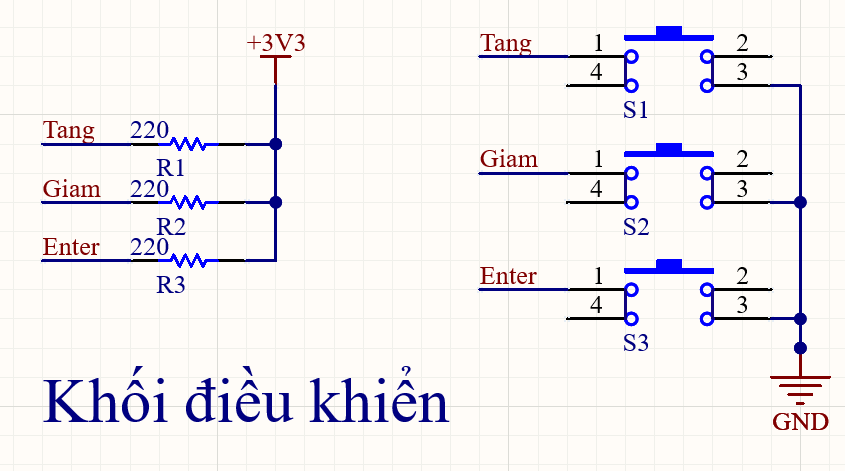 +3V3
Tang 220
R1
Giam 220
R2
Enter 220
R3
Tang 1 2
4 3
S1
Giam 1 2
4 3
S2
Enter 1 2
4 3
S3
GND
Khối điều khiển